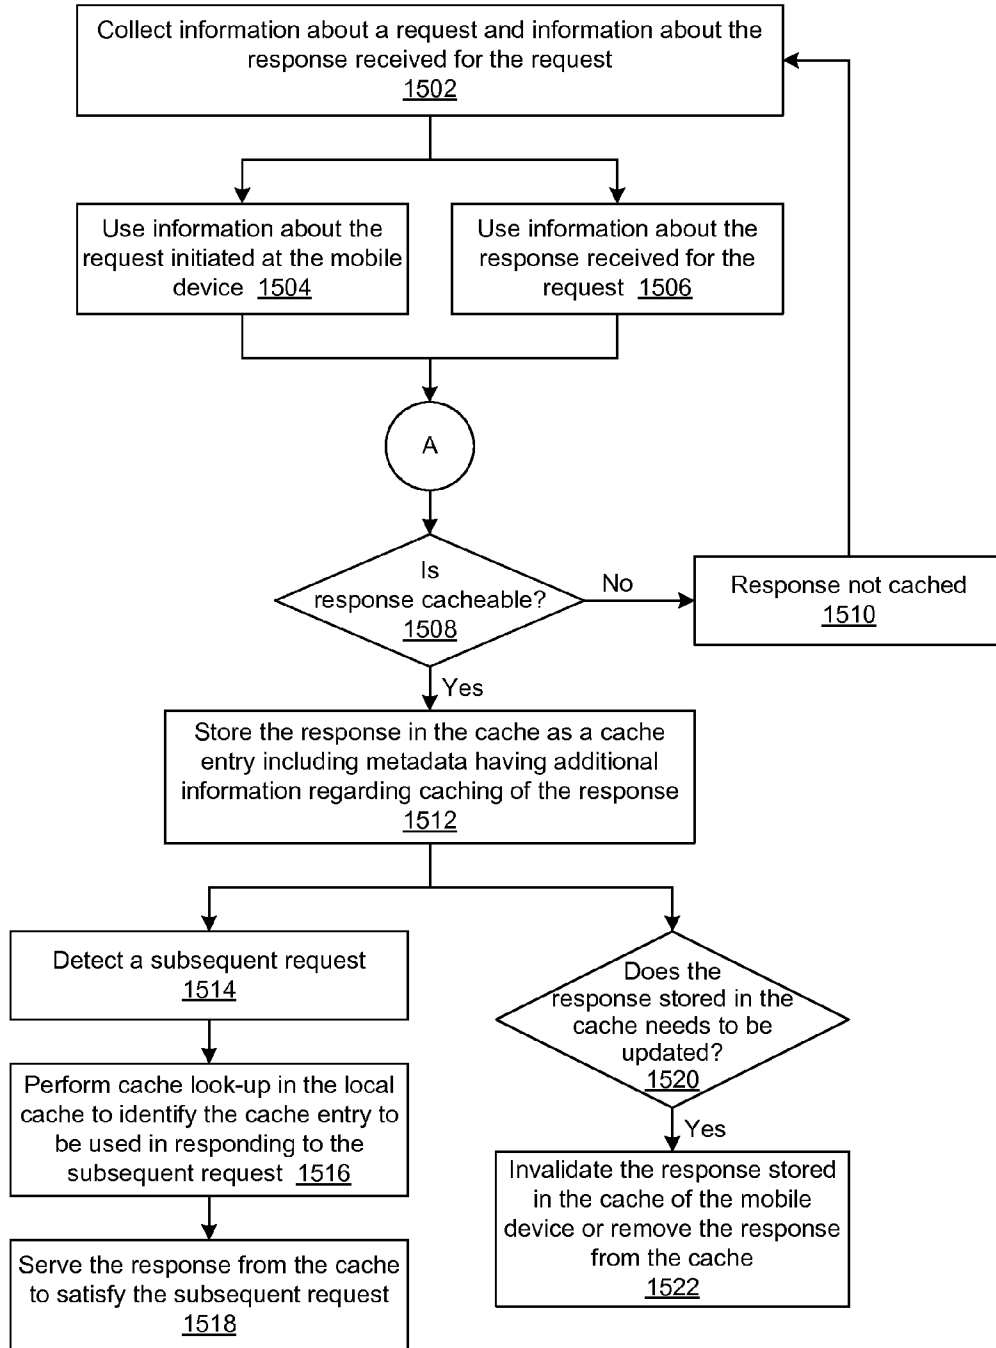 Collect information about a request and information about the
response received for the request
1502
Use information about the
request initiated at the mobile
device 1504
Use information about the
response received for the
request 1506
A
Is
response cacheable?
1508
No
Response not cached
1510
Yes
Store the response in the cache as a cache
entry including metadata having additional
information regarding caching of the response
1512
Detect a subsequent request
1514
Does the
response stored in the
cache needs to be
updated?
1520
Perform cache look-up in the local
cache to identify the cache entry to
be used in responding to the
subsequent request 1516
Yes
Invalidate the response stored
in the cache of the mobile
device or remove the response
from the cache
1522
Serve the response from the cache
to satisfy the subsequent request
1518